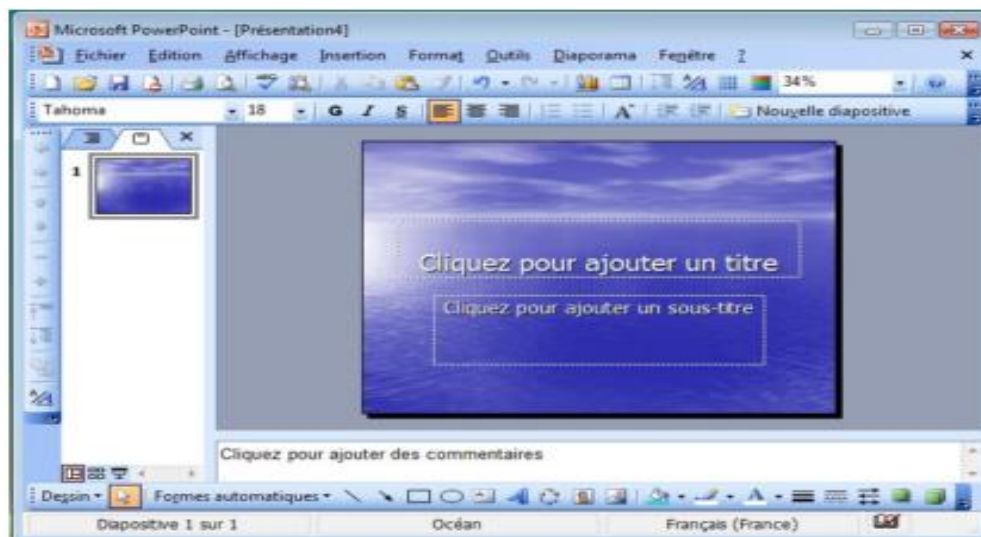 Microsoft PowerPoint - [Présentation4]
Fichier Edition Affichage Insertion Format Outils Diaporama Fenêtre ?
34%
Tahoma 18 G I S Nouvelle diapositive
1
Cliquez pour ajouter un titre
Cliquez pour ajouter un sous-titre
Cliquez pour ajouter des commentaires
Dessin Formes automatiques
Diapositive 1 sur 1 Océan Français (France)